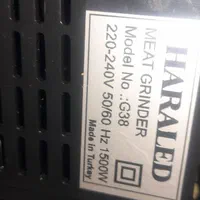 HARALED
MEAT GRINDER
Model No .:G38
220-240V 50/60 Hz 1500W
Made in Turkey